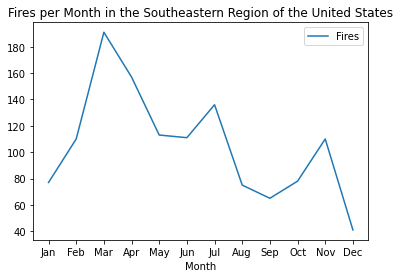 Fires per Month in the Southeastern Region of the United States
Fires
180
160
140
120
100
80
60
40
Jan Feb Mar Apr May Jun Jul Aug Sep Oct Nov Dec
Month